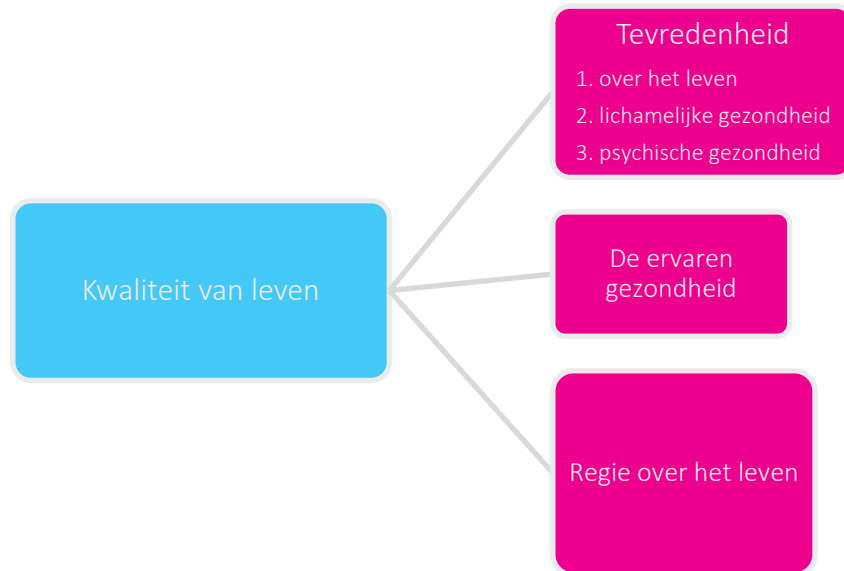 Tevredenheid
1. over het leven
2. lichamelijke gezondheid
3. psychische gezondheid
Kwaliteit van leven
De ervaren
gezondheid
Regie over het leven